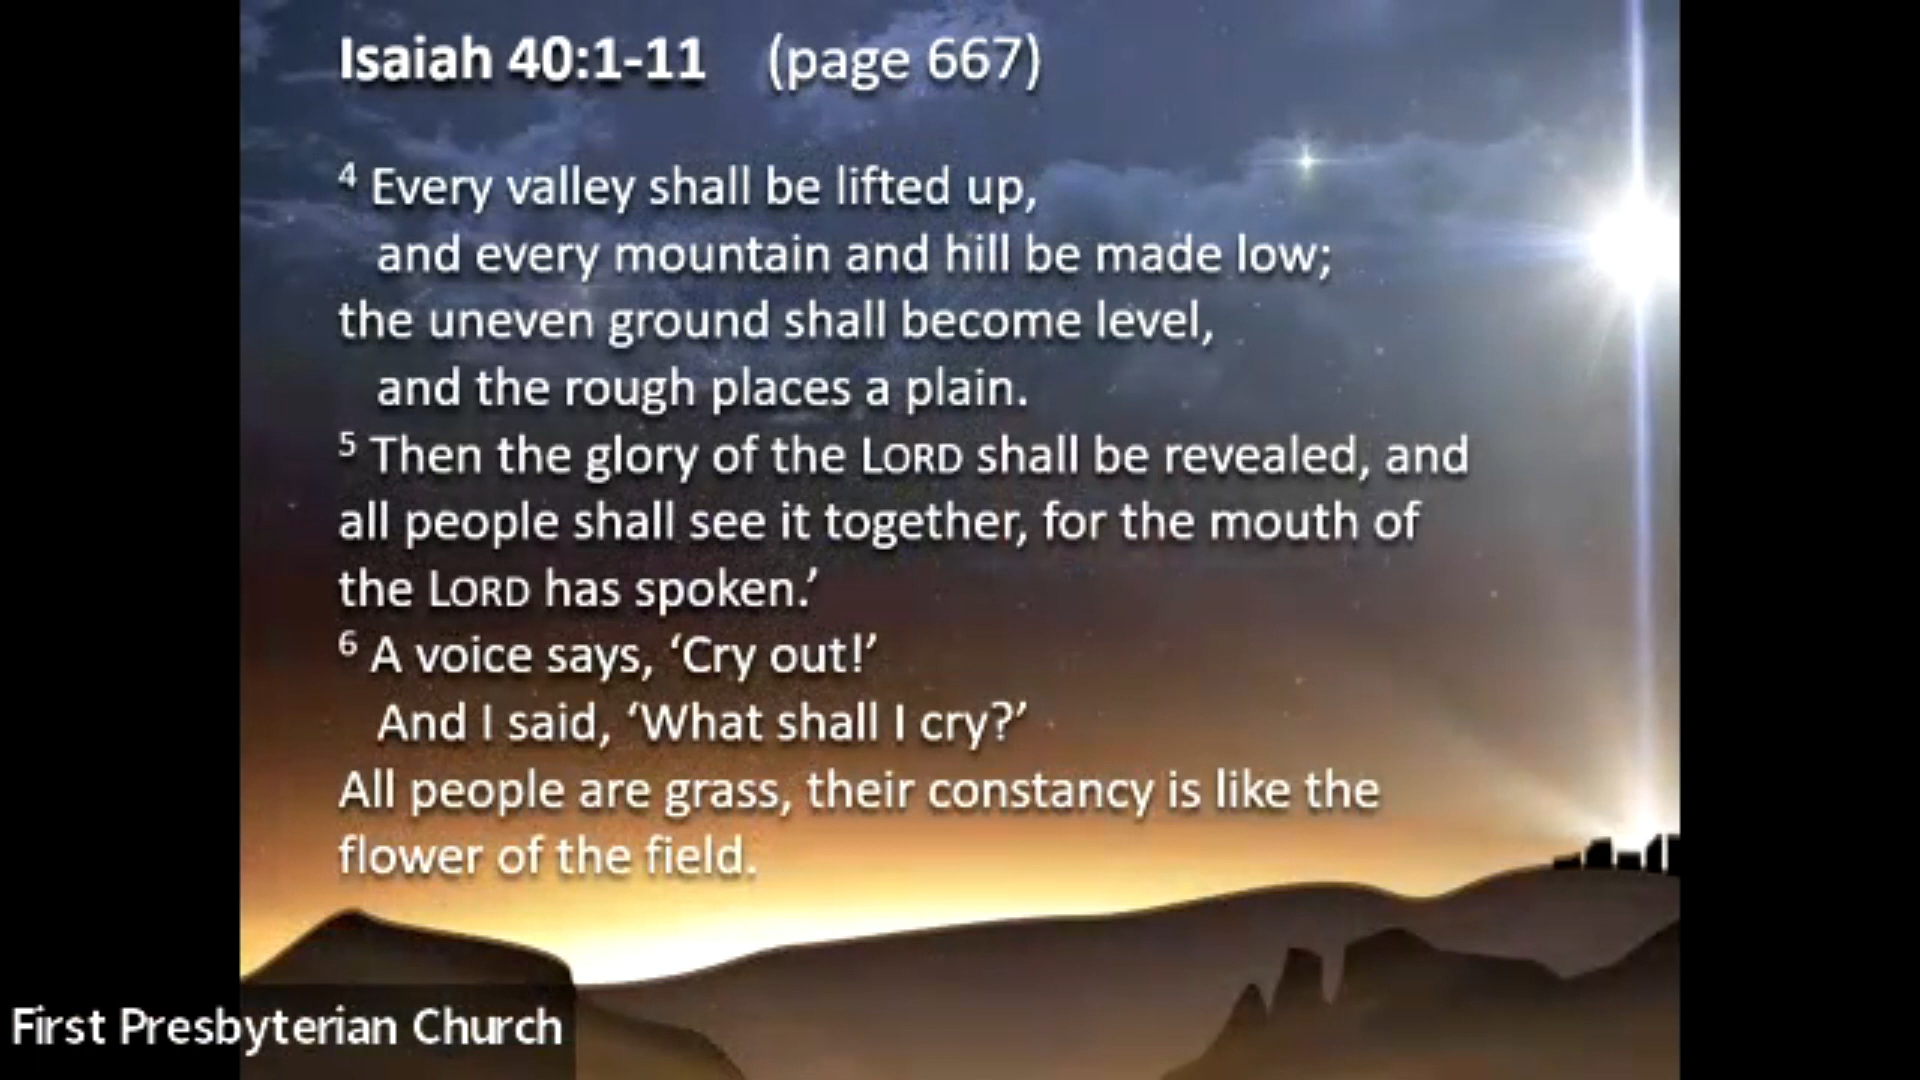 Isaiah 40:1-11 (page 667)
⁴ Every valley shall be lifted up,
and every mountain and hill be made low;
the uneven ground shall become level,
and the rough places a plain.
⁵ Then the glory of the LORD shall be revealed, and
all people shall see it together, for the mouth of
the LORD has spoken.’
⁶ A voice says, ‘Cry out!’
And I said, ‘What shall I cry?’
All people are grass, their constancy is like the
flower of the field.
First Presbyterian Church